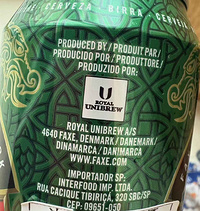 CERVEZA - BIRRA - CERVEJA
PRODUCED BY / PRODUIT PAR /
PRODUCIDO POR / PRODUTTORE /
PRODUZIDO POR:
ROYAL
UNIBREW
ROYAL UNIBREW A/S
4640 FAXE, DENMARK / DANEMARK /
DINAMARCA / DANIMARCA
WWW.FAXE.COM
IMPORTADOR SP:
INTERFOOD IMP. LTDA.
RUA CACIQUE TIBIRIÇÁ, 320 SBC/SP
CEP: 09651-050